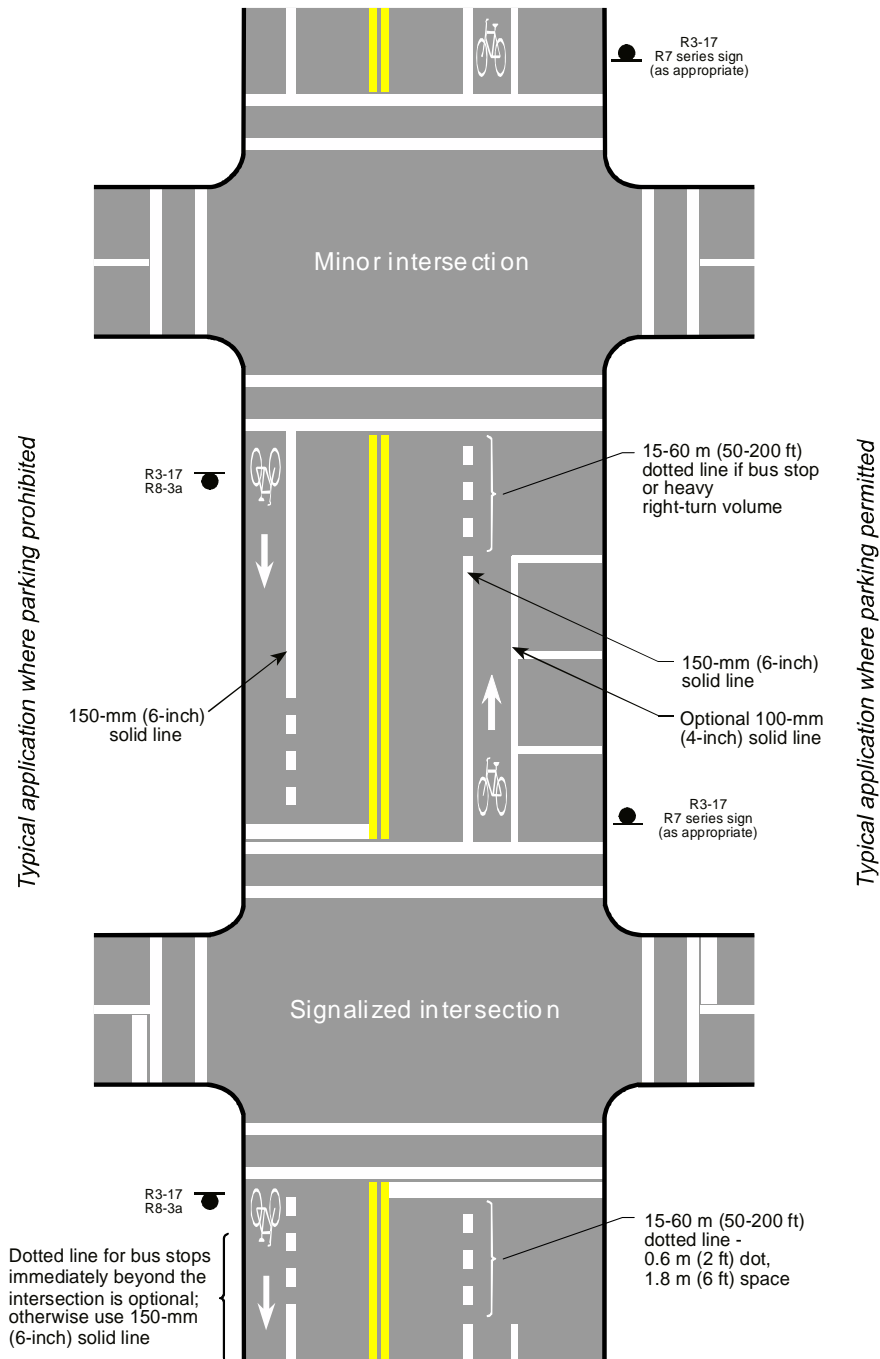 R3-17
R7 series sign
(as appropriate)
Minor intersection
Typical application where parking prohibited
Typical application where parking permitted
R3-17
R8-3a
15-60 m (50-200 ft)
dotted line if bus stop
or heavy
right-turn volume
150-mm (6-inch)
solid line
150-mm (6-inch)
solid line
Optional 100-mm
(4-inch) solid line
R3-17
R7 series sign
(as appropriate)
Signalized intersection
R3-17
R8-3a
Dotted line for bus stops
immediately beyond the
intersection is optional;
otherwise use 150-mm
(6-inch) solid line
15-60 m (50-200 ft)
dotted line -
0.6 m (2 ft) dot,
1.8 m (6 ft) space